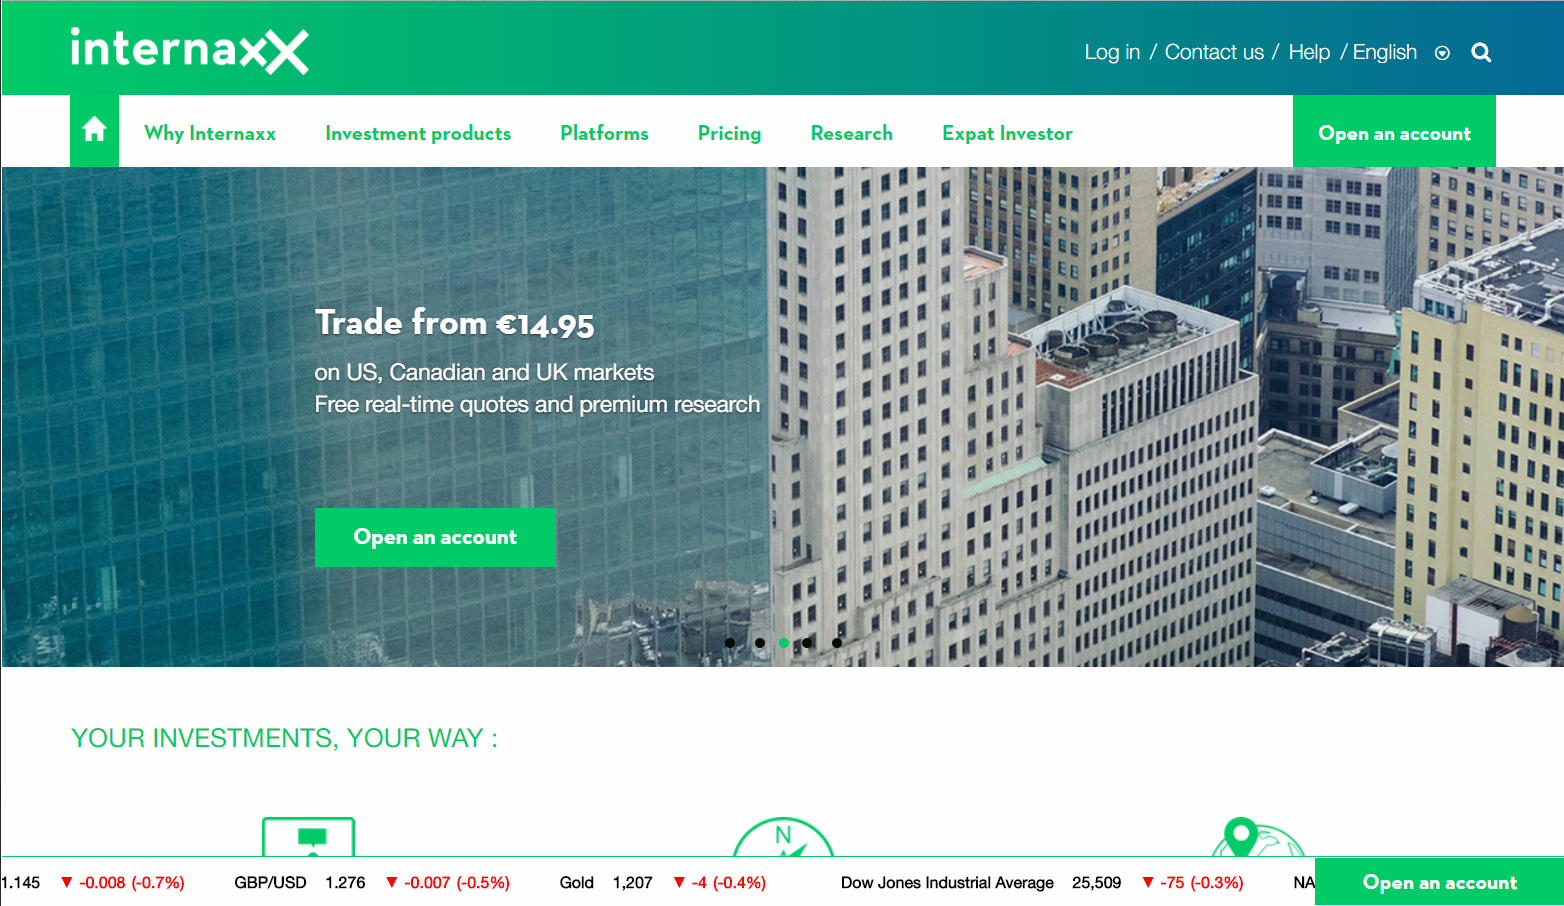 internaxx
Log in / Contact us / Help / English
Why Internaxx Investment products Platforms Pricing Research Expat Investor Open an account
Trade from €14.95
on US, Canadian and UK markets
Free real-time quotes and premium research
Open an account
YOUR INVESTMENTS, YOUR WAY :
N
1.145 ▼ -0.008 (-0.7%) GBP/USD 1.276 ▼ -0.007 (-0.5%) Gold 1,207 ▼ -4 (-0.4%) Dow Jones Industrial Average 25,509 ▼ -75 (-0.3%) NA Open an account